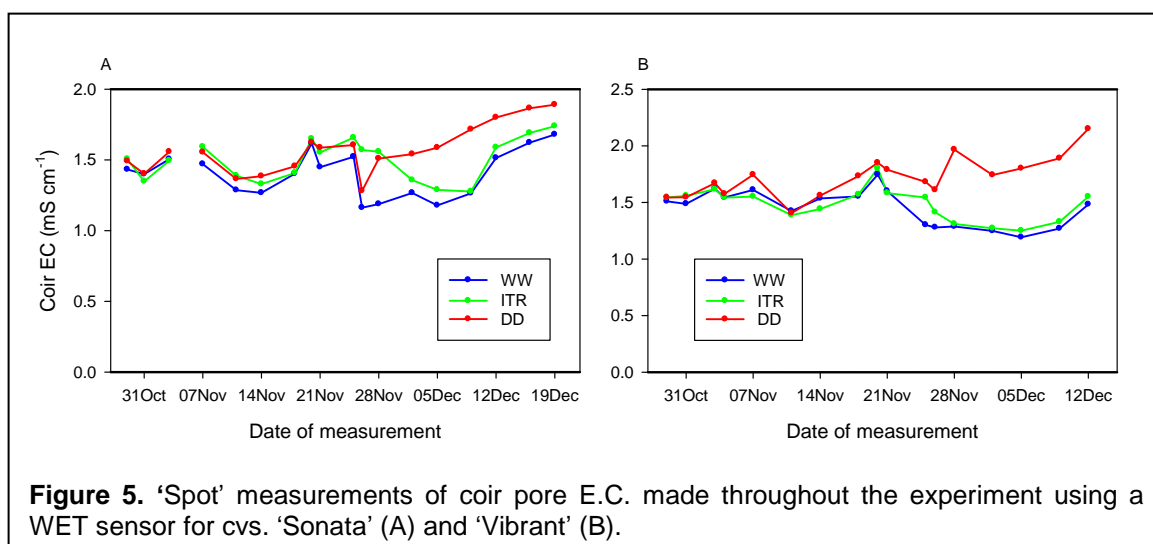 A
B
Coir EC (mS cm⁻¹)
2.0
1.5
1.0
0.5
0.0
WW
ITR
DD
31Oct 07Nov 14Nov 21Nov 28Nov 05Dec 12Dec 19Dec
Date of measurement
2.5
2.0
1.5
1.0
0.5
0.0
WW
ITR
DD
31Oct 07Nov 14Nov 21Nov 28Nov 05Dec 12Dec
Date of measurement
Figure 5. ‘Spot’ measurements of coir pore E.C. made throughout the experiment using a
WET sensor for cvs. ‘Sonata’ (A) and ‘Vibrant’ (B).